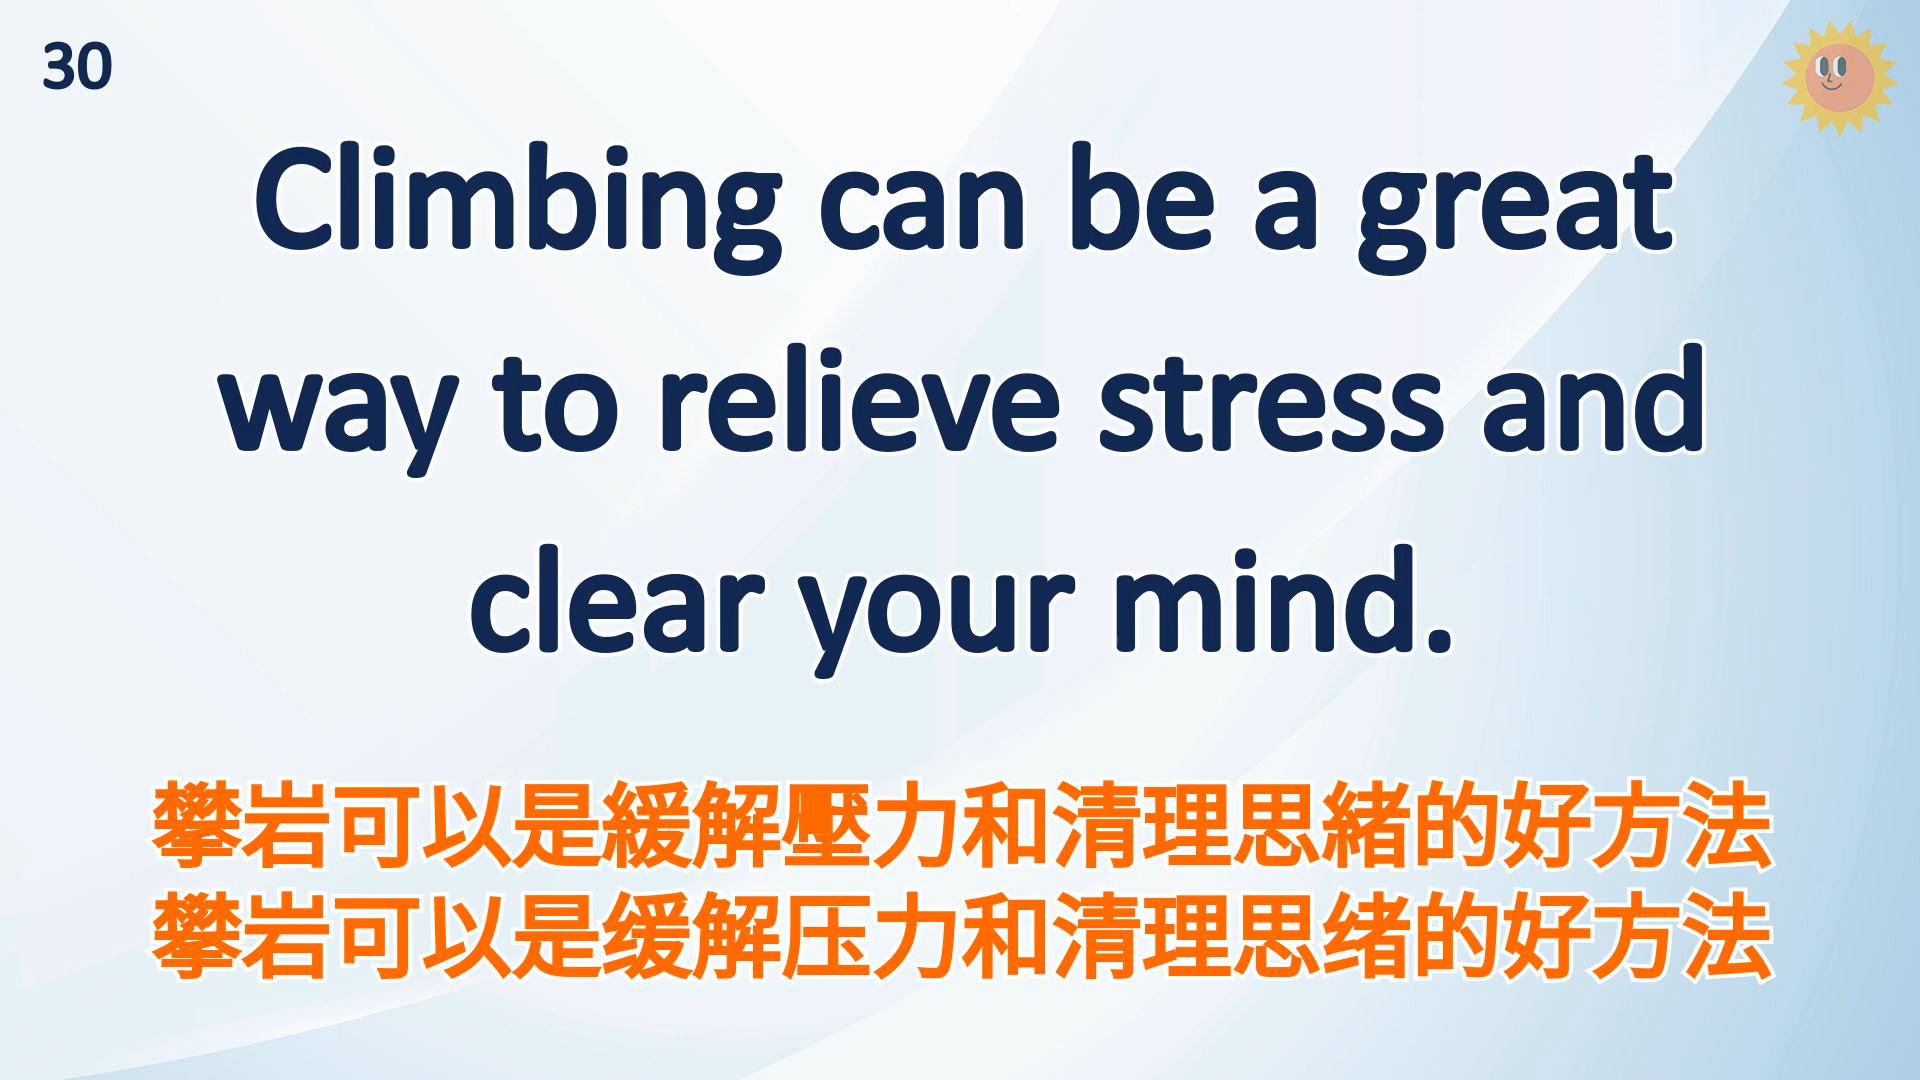 30
Climbing can be a great
way to relieve stress and
clear your mind.
攀岩可以是緩解壓力和清理思緒的好方法
攀岩可以是缓解压力和清理思绪的好方法